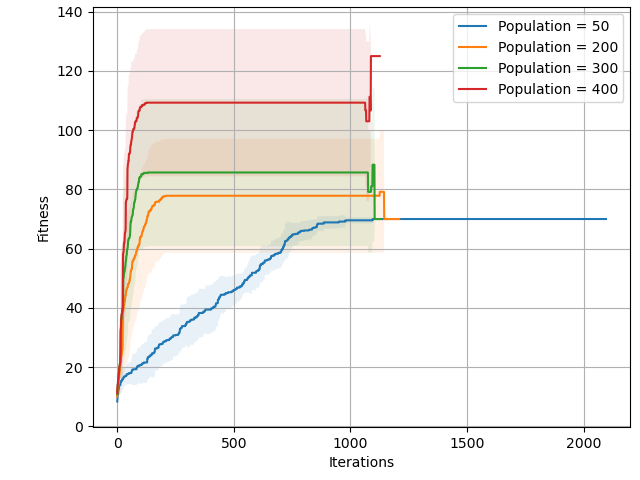 140
120
100
80
60
40
20
0
Fitness
Population = 50
Population = 200
Population = 300
Population = 400
0 500 1000 1500 2000
Iterations